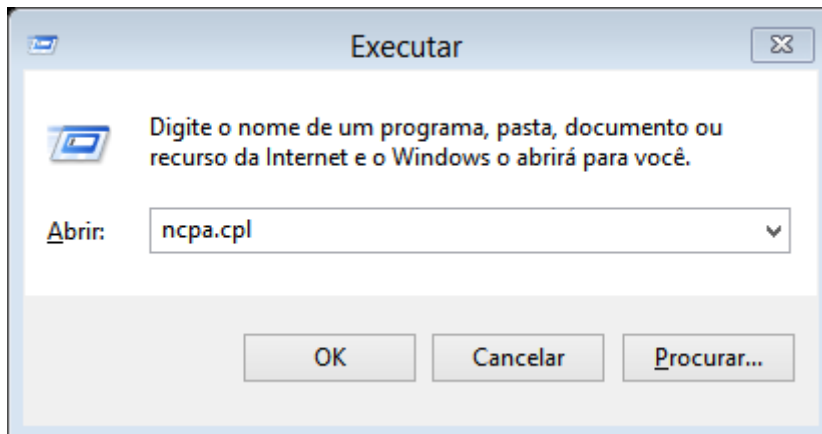 Executar
Digite o nome de um programa, pasta, documento ou
recurso da Internet e o Windows o abrirá para você.
Abrir: ncpa.cpl
OK Cancelar Procurar...